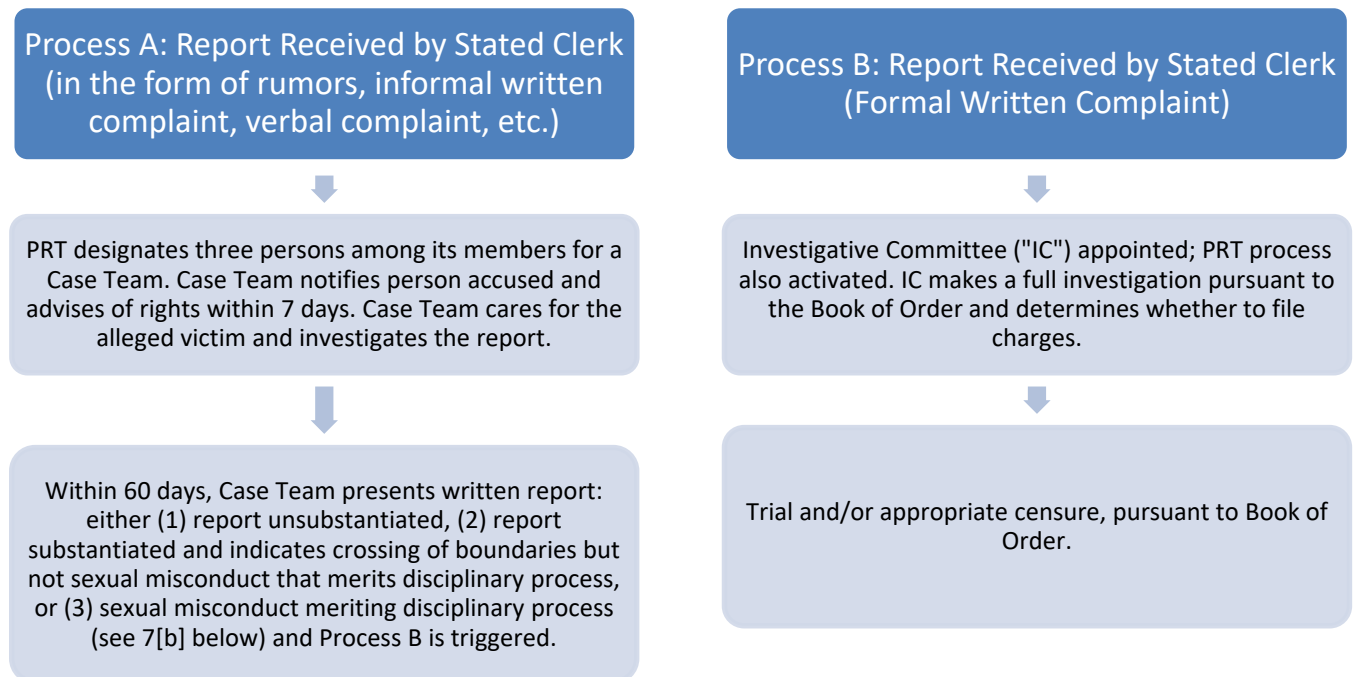 Process A: Report Received by Stated Clerk
(in the form of rumors, informal written
complaint, verbal complaint, etc.)
PRT designates three persons among its members for a
Case Team. Case Team notifies person accused and
advises of rights within 7 days. Case Team cares for the
alleged victim and investigates the report.
Within 60 days, Case Team presents written report:
either (1) report unsubstantiated, (2) report
substantiated and indicates crossing of boundaries but
not sexual misconduct that merits disciplinary process,
or (3) sexual misconduct meriting disciplinary process
(see 7[b] below) and Process B is triggered.
Process B: Report Received by Stated Clerk
(Formal Written Complaint)
Investigative Committee ("IC") appointed; PRT process
also activated. IC makes a full investigation pursuant to
the Book of Order and determines whether to file
charges.
Trial and/or appropriate censure, pursuant to Book of
Order.